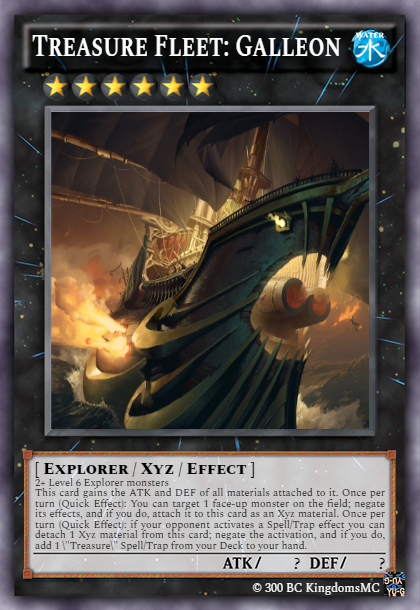 TREASURE FLEET: GALLEON
WATER
水
[ EXPLORER / XYZ / EFFECT ]
2+ Level 6 Explorer monsters
This card gains the ATK and DEF of all materials attached to it. Once per
turn (Quick Effect): You can target 1 face-up monster on the field; negate
its effects, and if you do, attach it to this card as an Xyz material. Once per
turn (Quick Effect): if your opponent activates a Spell/Trap effect you can
detach 1 Xyz material from this card; negate the activation, and if you do,
add 1 \"Treasure\" Spell/Trap from your Deck to your hand.
ATK/ ? DEF/ ?
© 300 BC KingdomsMC